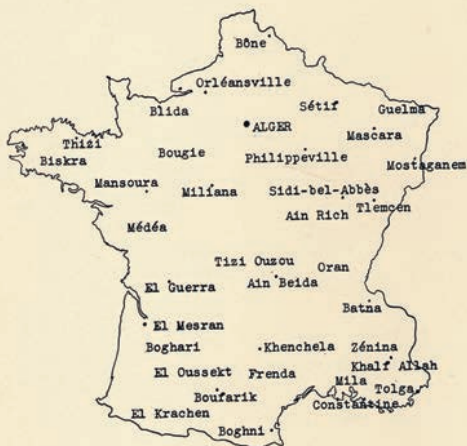 Bône
Orléansville
Blida
Sétif
Guelma
ALGER
Mascara
Thizi
Biskra
Bougie
Philippeville
Mostaganem
Mansoura
Miliana
Sidi-bel-Abbès
Ain Rich
Tlemcen
Médéa
Tizi Ouzou
Oran
El Guerra
Ain Beida
Batna
El Mesran
Boghari
Khenchela
Zénina
Khalf Allah
El Oussekt
Frenda
Mila
Tolga
Boufarik
Constantine
El Krachen
Boghni